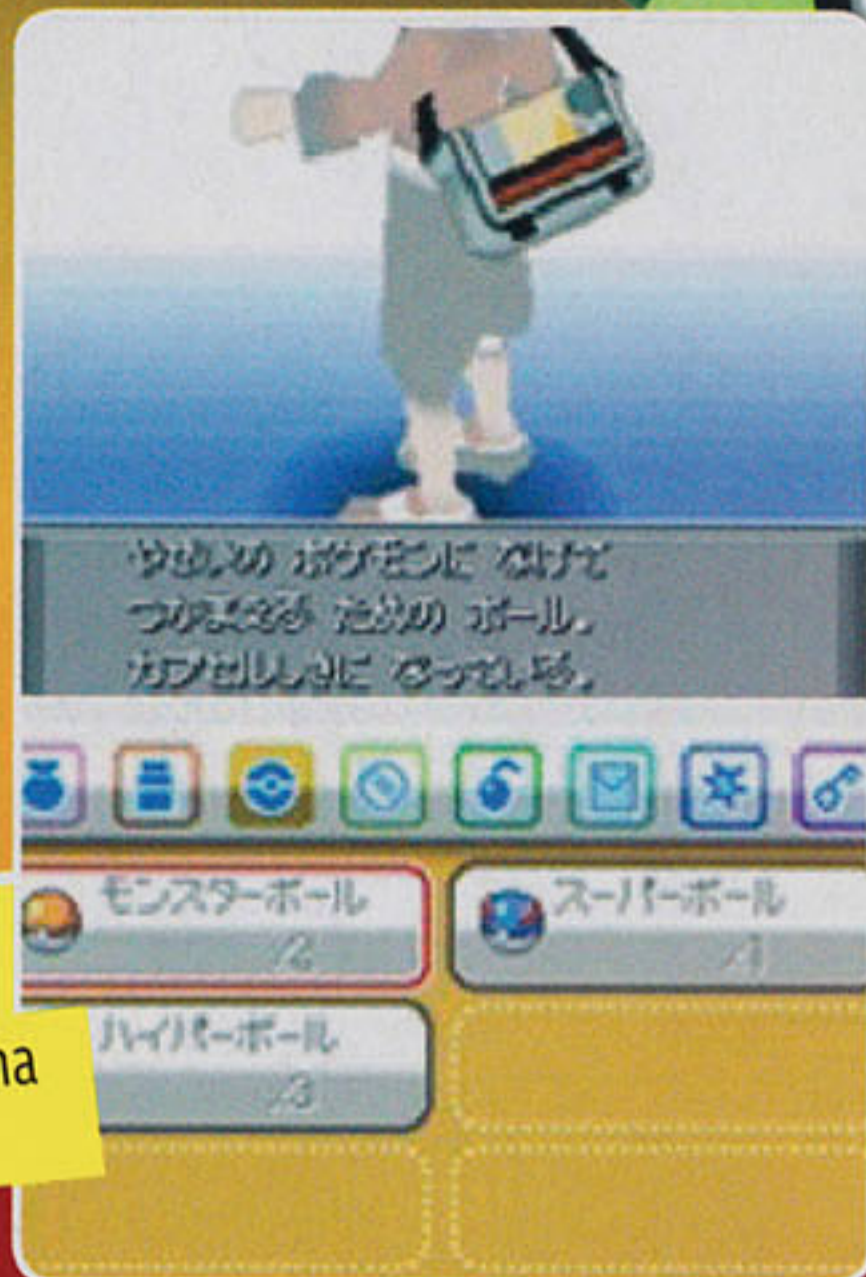 やせいの ポケモンに なげて
つかまえる ための ボール。
カプセルしきに なっている。
モンスターボール
×2
スーパーボール
×1
ハイパーボール
×3
na